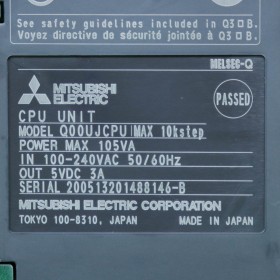 See safety guidelines included in Q3□B.
Voyez directive de sécurité jointée à Q3□B.
MELSEC-Q
MITSUBISHI
ELECTRIC
PASSED
CPU UNIT
MODEL Q00UJCPU MAX 10kstep
POWER MAX 105VA
IN 100-240VAC 50/60Hz
OUT 5VDC 3A
SERIAL 200513201488146-B
MITSUBISHI ELECTRIC CORPORATION
TOKYO 100-8310, JAPAN MADE IN JAPAN